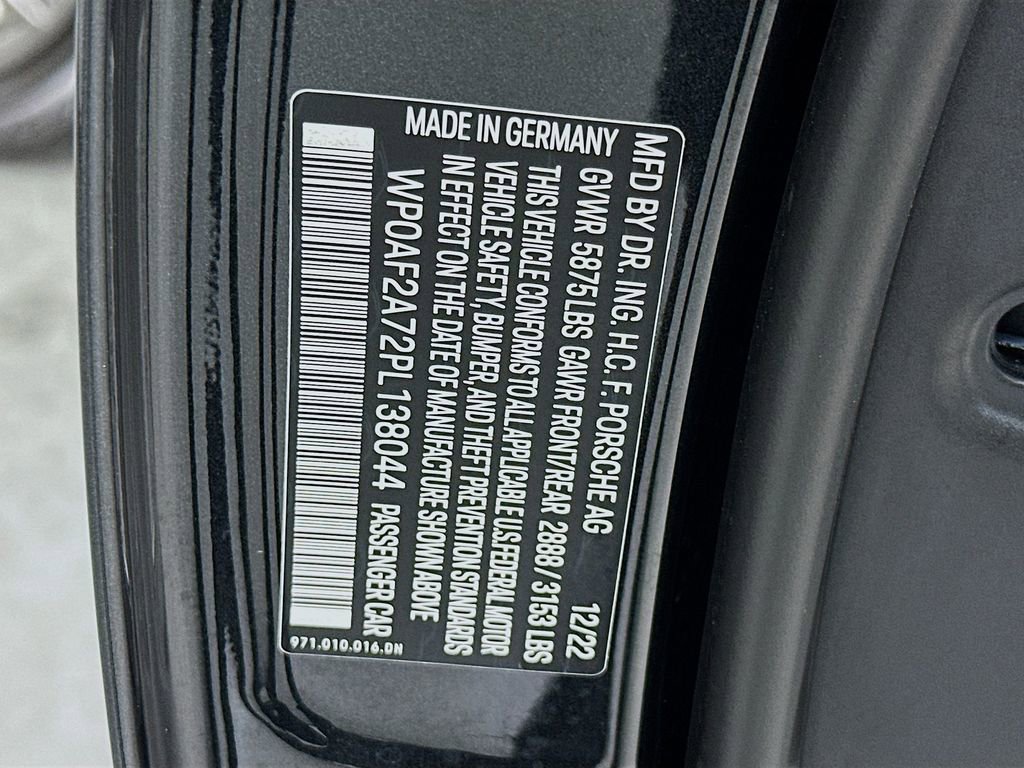 MFD BY DR. ING. H.C. F. PORSCHE AG 12/22
GVWR 5875 LBS GAWR FRONT/REAR 2888 / 3153 LBS
THIS VEHICLE CONFORMS TO ALL APPLICABLE U.S. FEDERAL MOTOR
VEHICLE SAFETY, BUMPER, AND THEFT PREVENTION STANDARDS
IN EFFECT ON THE DATE OF MANUFACTURE SHOWN ABOVE
WP0AF2A72PL138044 PASSENGER CAR
MADE IN GERMANY
971.010.016.DN